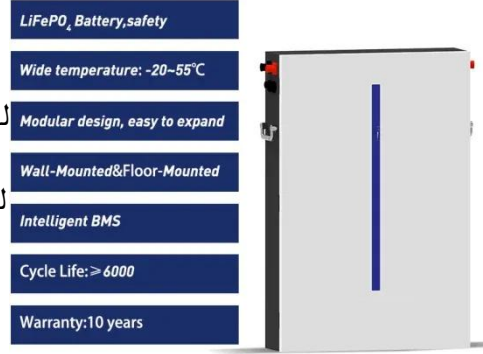 LiFePO₄ Battery,safety
Wide temperature: -20~55℃
Modular design, easy to expand
Wall-Mounted&Floor-Mounted
Intelligent BMS
Cycle Life:≥6000
Warranty:10 years